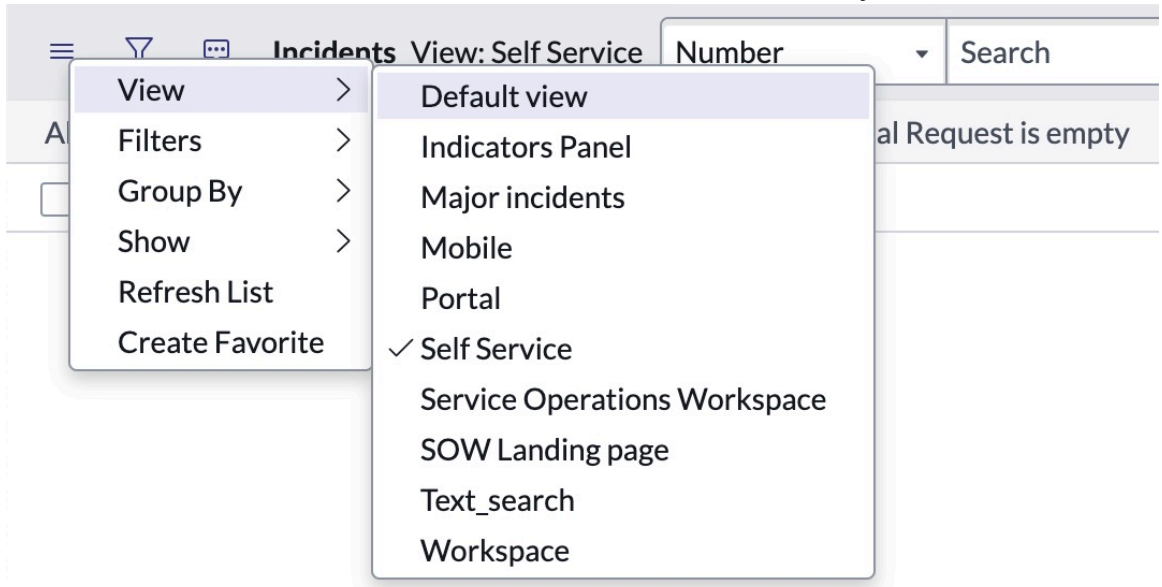 Incidents View: Self Service Number Search
al Request is empty
View
Filters
Group By
Show
Refresh List
Create Favorite
Default view
Indicators Panel
Major incidents
Mobile
Portal
Self Service
Service Operations Workspace
SOW Landing page
Text_search
Workspace